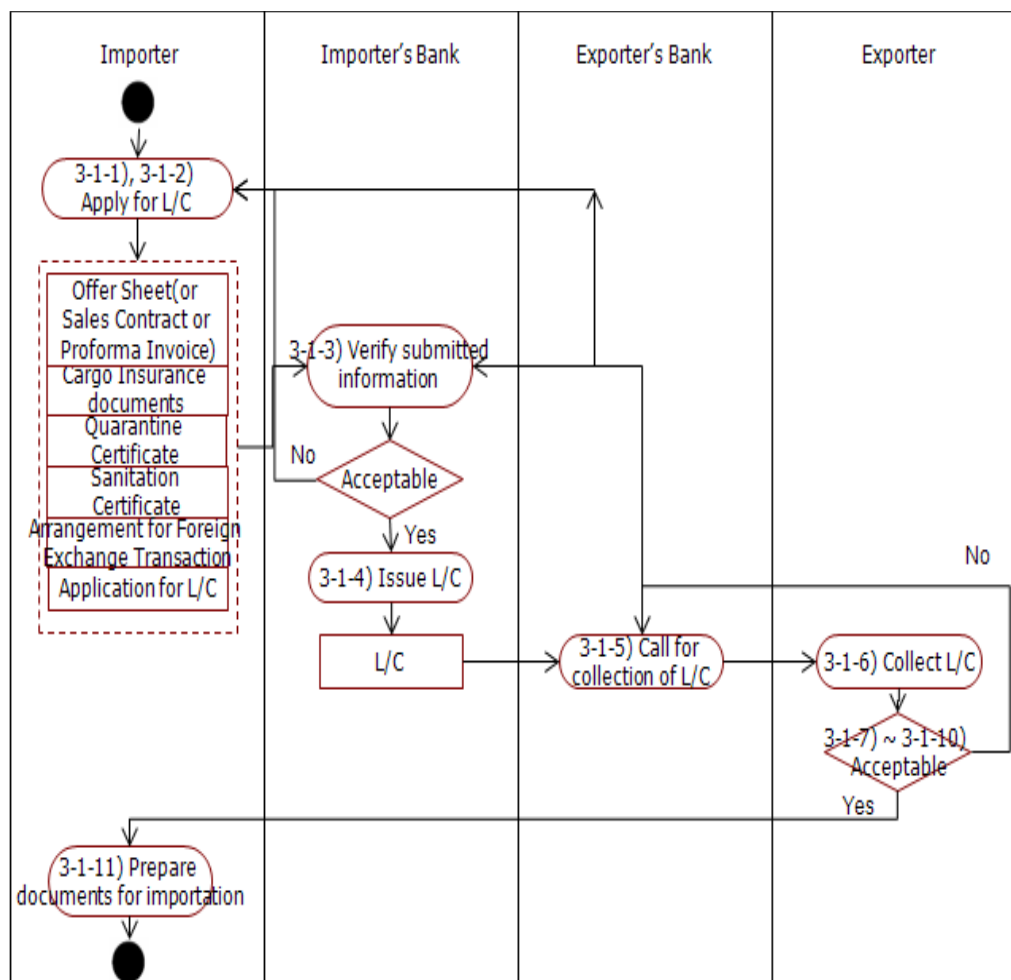 Importer
Importer's Bank
Exporter's Bank
Exporter
3-1-1), 3-1-2)
Apply for L/C
Offer Sheet(or
Sales Contract or
Proforma Invoice)
Cargo Insurance
documents
Quarantine
Certificate
Sanitation
Certificate
Arrangement for Foreign
Exchange Transaction
Application for L/C
3-1-3) Verify submitted
information
No
Acceptable
Yes
3-1-4) Issue L/C
L/C
3-1-5) Call for
collection of L/C
No
3-1-6) Collect L/C
3-1-7) ~ 3-1-10)
Acceptable
Yes
3-1-11) Prepare
documents for importation